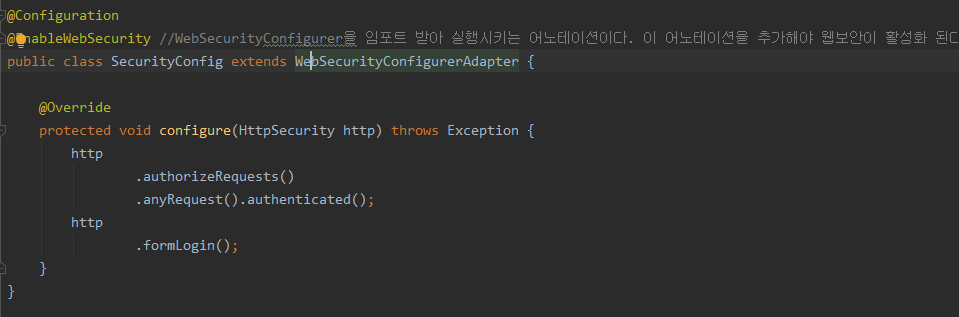 @Configuration
@EnableWebSecurity //WebSecurityConfigurer을 임포트 받아 실행시키는 어노테이션이다. 이 어노테이션을 추가해야 웹보안이 활성화 된다
public class SecurityConfig extends WebSecurityConfigurerAdapter {
@Override
protected void configure(HttpSecurity http) throws Exception {
http
.authorizeRequests()
.anyRequest().authenticated();
http
.formLogin();
}
}